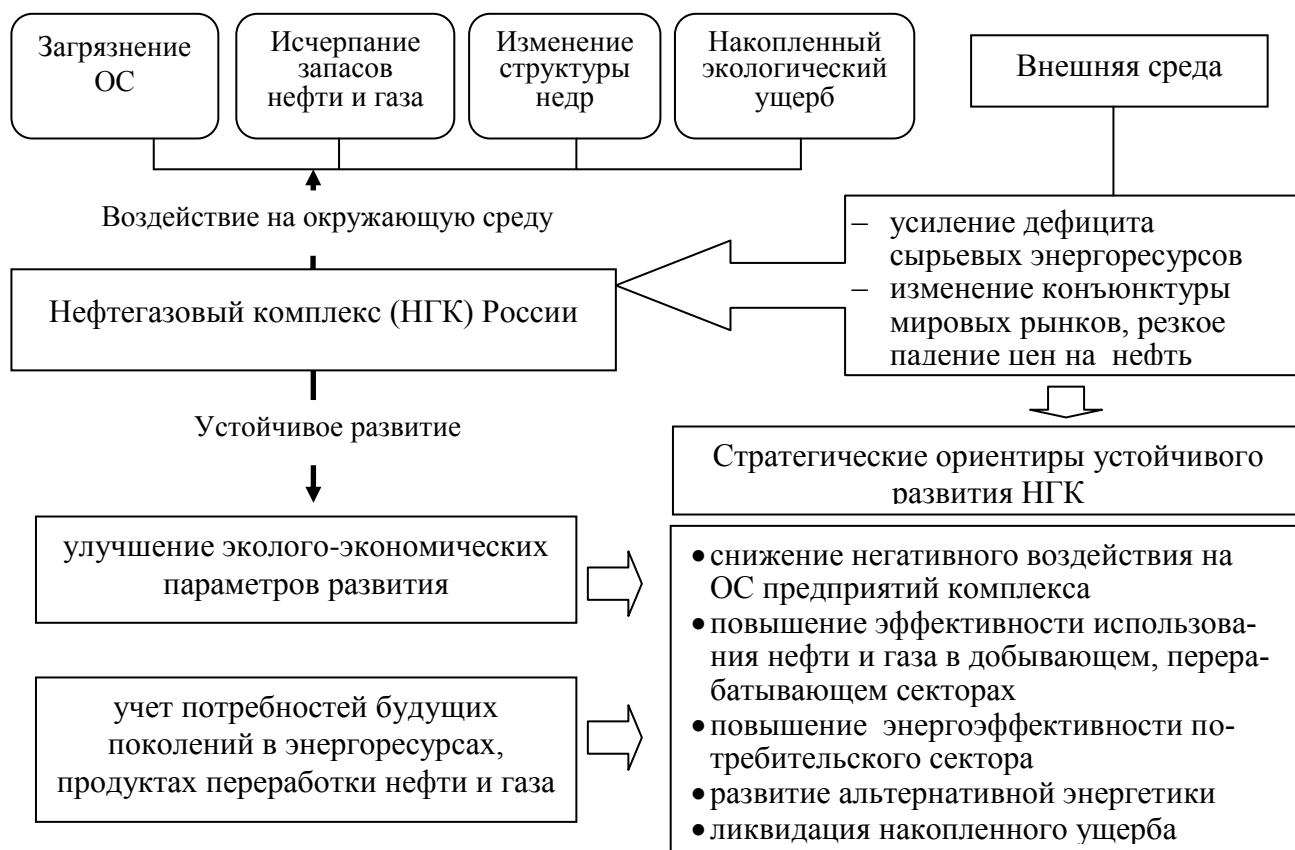 Загрязнение
ОС
Исчерпание
запасов
нефти и газа
Изменение
структуры
недр
Накопленный
экологический
ущерб
Внешняя среда
Воздействие на окружающую среду
– усиление дефицита
сырьевых энергоресурсов
– изменение конъюнктуры
мировых рынков, резкое
падение цен на нефть
Нефтегазовый комплекс (НГК) России
Устойчивое развитие
Стратегические ориентиры устойчивого
развития НГК
улучшение эколого-экономических
параметров развития
учет потребностей будущих
поколений в энергоресурсах,
продуктах переработки нефти и газа
•снижение негативного воздействия на
ОС предприятий комплекса
•повышение эффективности использова-
ния нефти и газа в добывающем, перера-
батывающем секторах
•повышение энергоэффективности по-
требительского сектора
•развитие альтернативной энергетики
•ликвидация накопленного ущерба